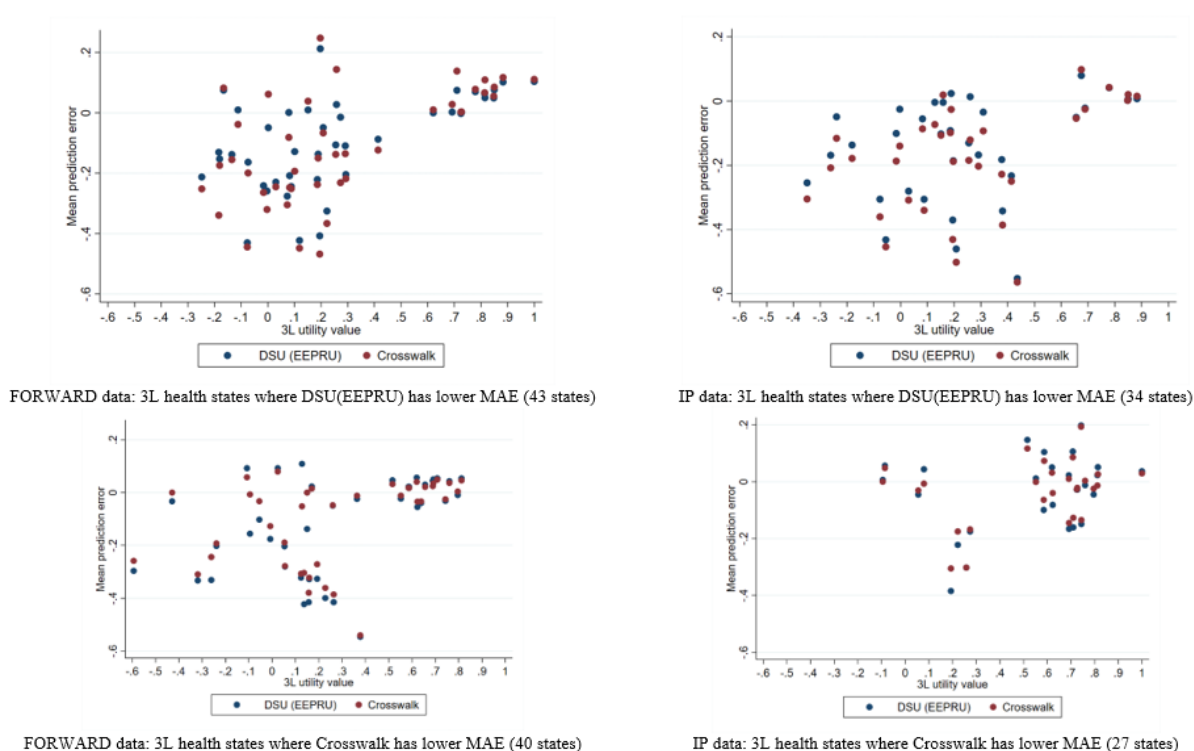 Mean prediction error
.2
0
-.2
-.4
-.6
-.6 -.5 -.4 -.3 -.2 -.1 0 .1 .2 .3 .4 .5 .6 .7 .8 .9 1
3L utility value
DSU (EEPRU) Crosswalk
FORWARD data: 3L health states where DSU(EEPRU) has lower MAE (43 states)
Mean prediction error
.2
0
-.2
-.4
-.6
-.6 -.5 -.4 -.3 -.2 -.1 0 .1 .2 .3 .4 .5 .6 .7 .8 .9 1
3L utility value
DSU (EEPRU) Crosswalk
IP data: 3L health states where DSU(EEPRU) has lower MAE (34 states)
Mean prediction error
.2
0
-.2
-.4
-.6
-.6 -.5 -.4 -.3 -.2 -.1 0 .1 .2 .3 .4 .5 .6 .7 .8 .9 1
3L utility value
DSU (EEPRU) Crosswalk
FORWARD data: 3L health states where Crosswalk has lower MAE (40 states)
Mean prediction error
.2
0
-.2
-.4
-.6
-.6 -.5 -.4 -.3 -.2 -.1 0 .1 .2 .3 .4 .5 .6 .7 .8 .9 1
3L utility value
DSU (EEPRU) Crosswalk
IP data: 3L health states where Crosswalk has lower MAE (27 states)